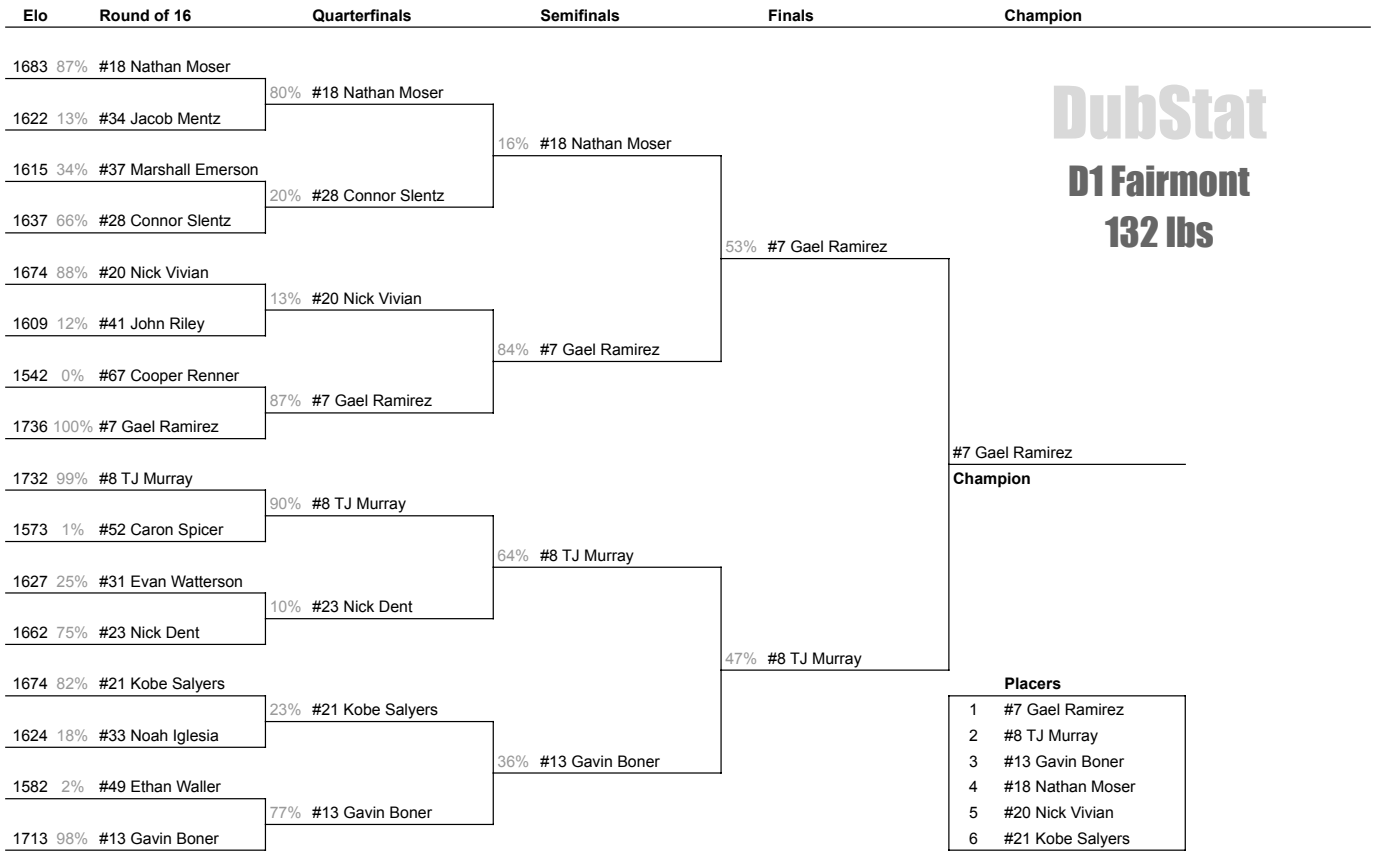 Elo Round of 16 Quarterfinals Semifinals Finals Champion
1683 87% #18 Nathan Moser
80% #18 Nathan Moser
DubStat
1622 13% #34 Jacob Mentz
16% #18 Nathan Moser
1615 34% #37 Marshall Emerson
D1 Fairmont
20% #28 Connor Slentz
1637 66% #28 Connor Slentz
132 lbs
53% #7 Gael Ramirez
1674 88% #20 Nick Vivian
13% #20 Nick Vivian
1609 12% #41 John Riley
84% #7 Gael Ramirez
1542 0% #67 Cooper Renner
87% #7 Gael Ramirez
1736 100% #7 Gael Ramirez
#7 Gael Ramirez
1732 99% #8 TJ Murray
Champion
90% #8 TJ Murray
1573 1% #52 Caron Spicer
64% #8 TJ Murray
1627 25% #31 Evan Watterson
10% #23 Nick Dent
1662 75% #23 Nick Dent
47% #8 TJ Murray
1674 82% #21 Kobe Salyers
Placers
23% #21 Kobe Salyers
1 #7 Gael Ramirez
1624 18% #33 Noah Iglesia
2 #8 TJ Murray
36% #13 Gavin Boner
3 #13 Gavin Boner
1582 2% #49 Ethan Waller
4 #18 Nathan Moser
77% #13 Gavin Boner
5 #20 Nick Vivian
1713 98% #13 Gavin Boner
6 #21 Kobe Salyers